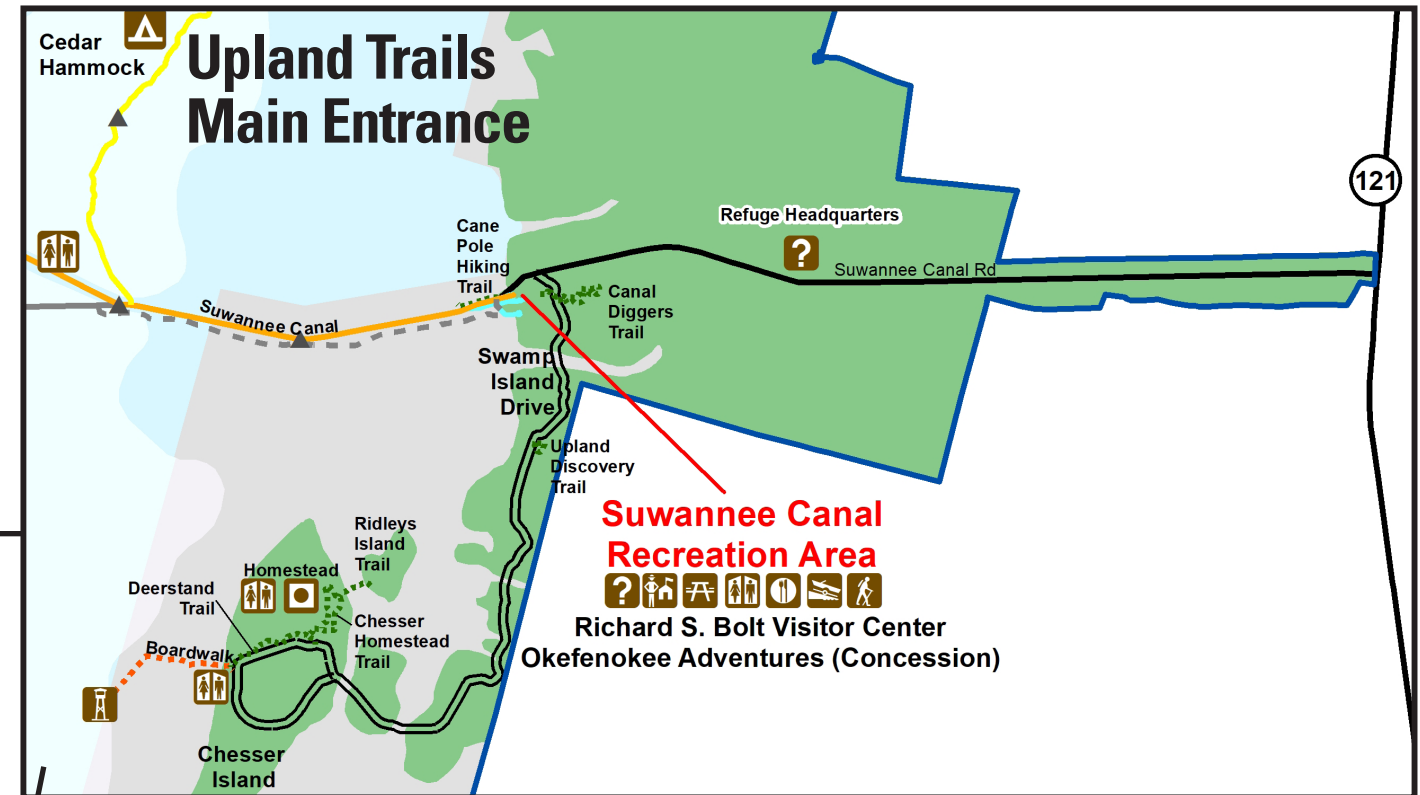 Cedar
Hammock
Upland Trails
Main Entrance
121
Refuge Headquarters
?
Suwannee Canal Rd
Cane
Pole
Hiking
Trail
Canal
Diggers
Trail
Suwannee Canal
Swamp
Island
Drive
Upland
Discovery
Trail
Suwannee Canal
Recreation Area
?
Richard S. Bolt Visitor Center
Okefenokee Adventures (Concession)
Ridleys
Island
Trail
Homestead
Deerstand
Trail
Chesser
Homestead
Trail
Boardwalk
Chesser
Island